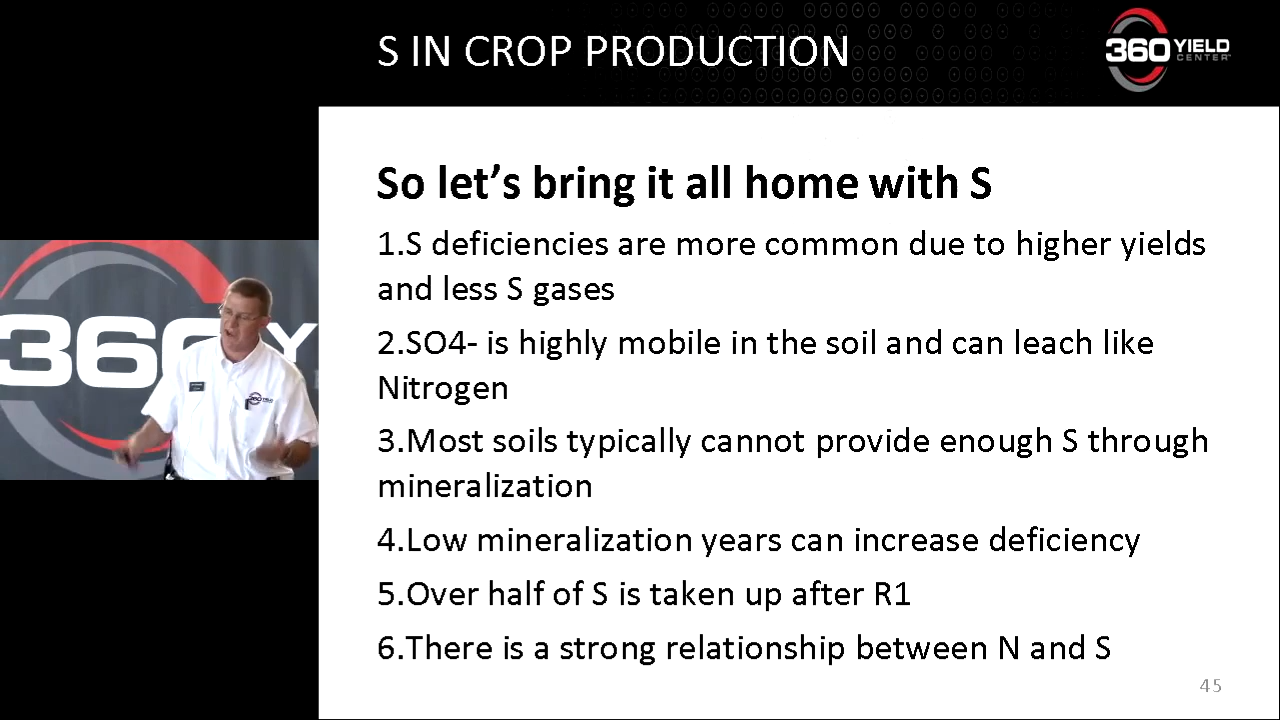 S IN CROP PRODUCTION
360 YIELD
CENTER
So let's bring it all home with S
1.S deficiencies are more common due to higher yields
and less S gases
2.SO4- is highly mobile in the soil and can leach like
Nitrogen
3.Most soils typically cannot provide enough S through
mineralization
4.Low mineralization years can increase deficiency
5.Over half of S is taken up after R1
6.There is a strong relationship between N and S
45
360 Y
360 YIELD